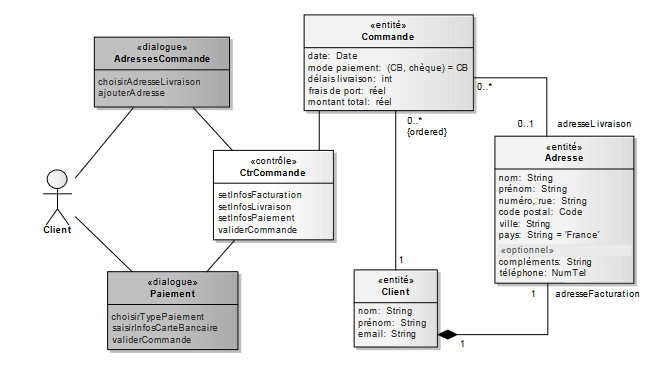 «dialogue»
AdressesCommande
choisirAdresseLivraison
ajouterAdresse
«entité»
Commande
date: Date
mode paiement: (CB, chèque) = CB
délais livraison: int
frais de port: réel
montant total: réel
0..*
0..*
{ordered}
0..1
adresseLivraison
«contrôle»
CtrCommande
setInfosFacturation
setInfosLivraison
setInfosPaiement
validerCommande
«entité»
Adresse
nom: String
prénom: String
numéro, rue: String
code postal: Code
ville: String
pays: String = 'France'
«optionnel»
compléments: String
téléphone: NumTel
Client
«dialogue»
Paiement
choisirTypePaiement
saisirInfosCarteBancaire
validerCommande
1
«entité»
Client
nom: String
prénom: String
email: String
1
adresseFacturation
1